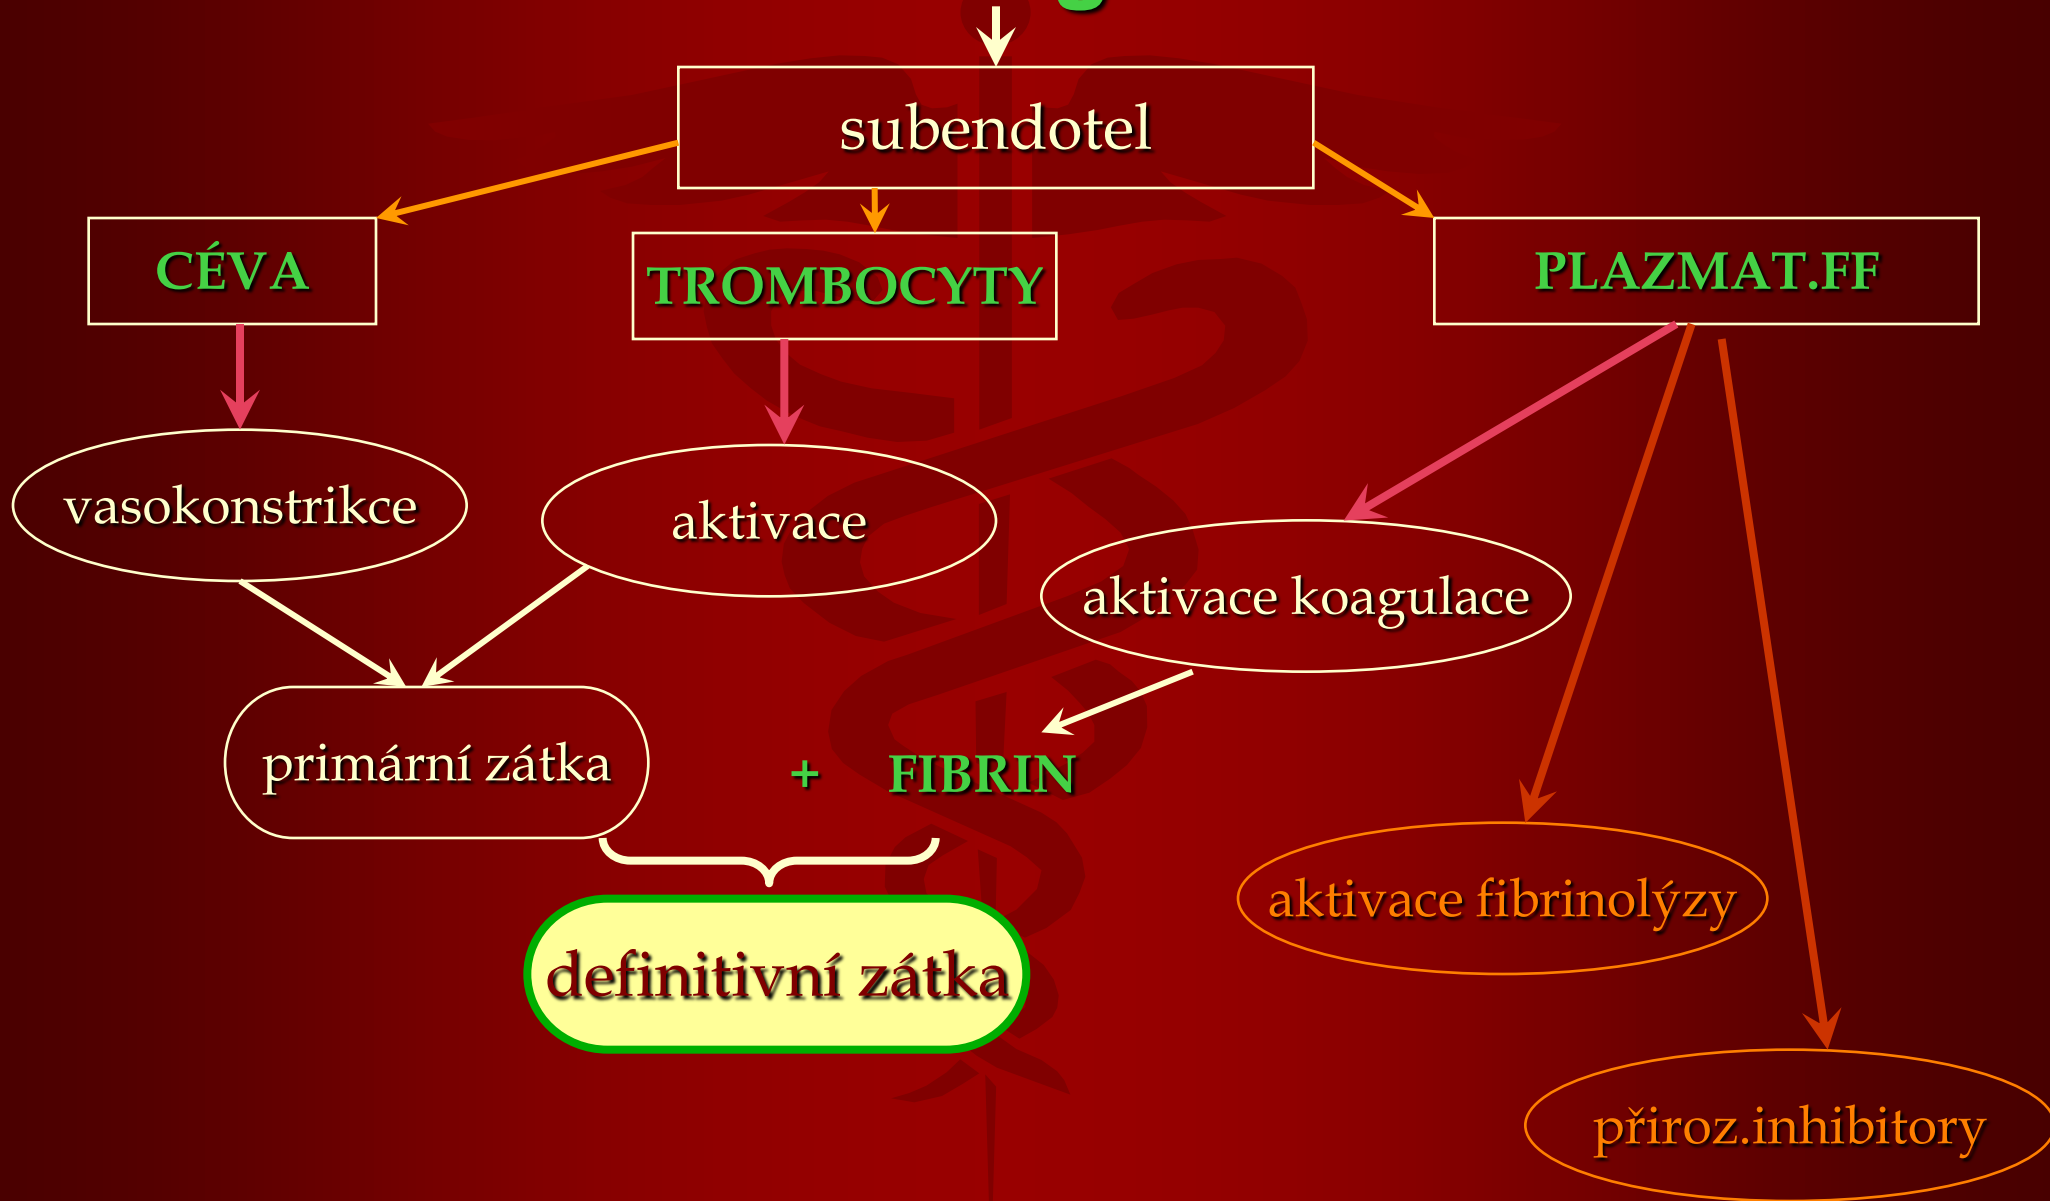 subendotel
CÉVA
TROMBOCYTY
PLAZMAT.FF
vasokonstrikce
aktivace
aktivace koagulace
primární zátka
+ FIBRIN
aktivace fibrinolýzy
definitivní zátka
přiroz.inhibitory